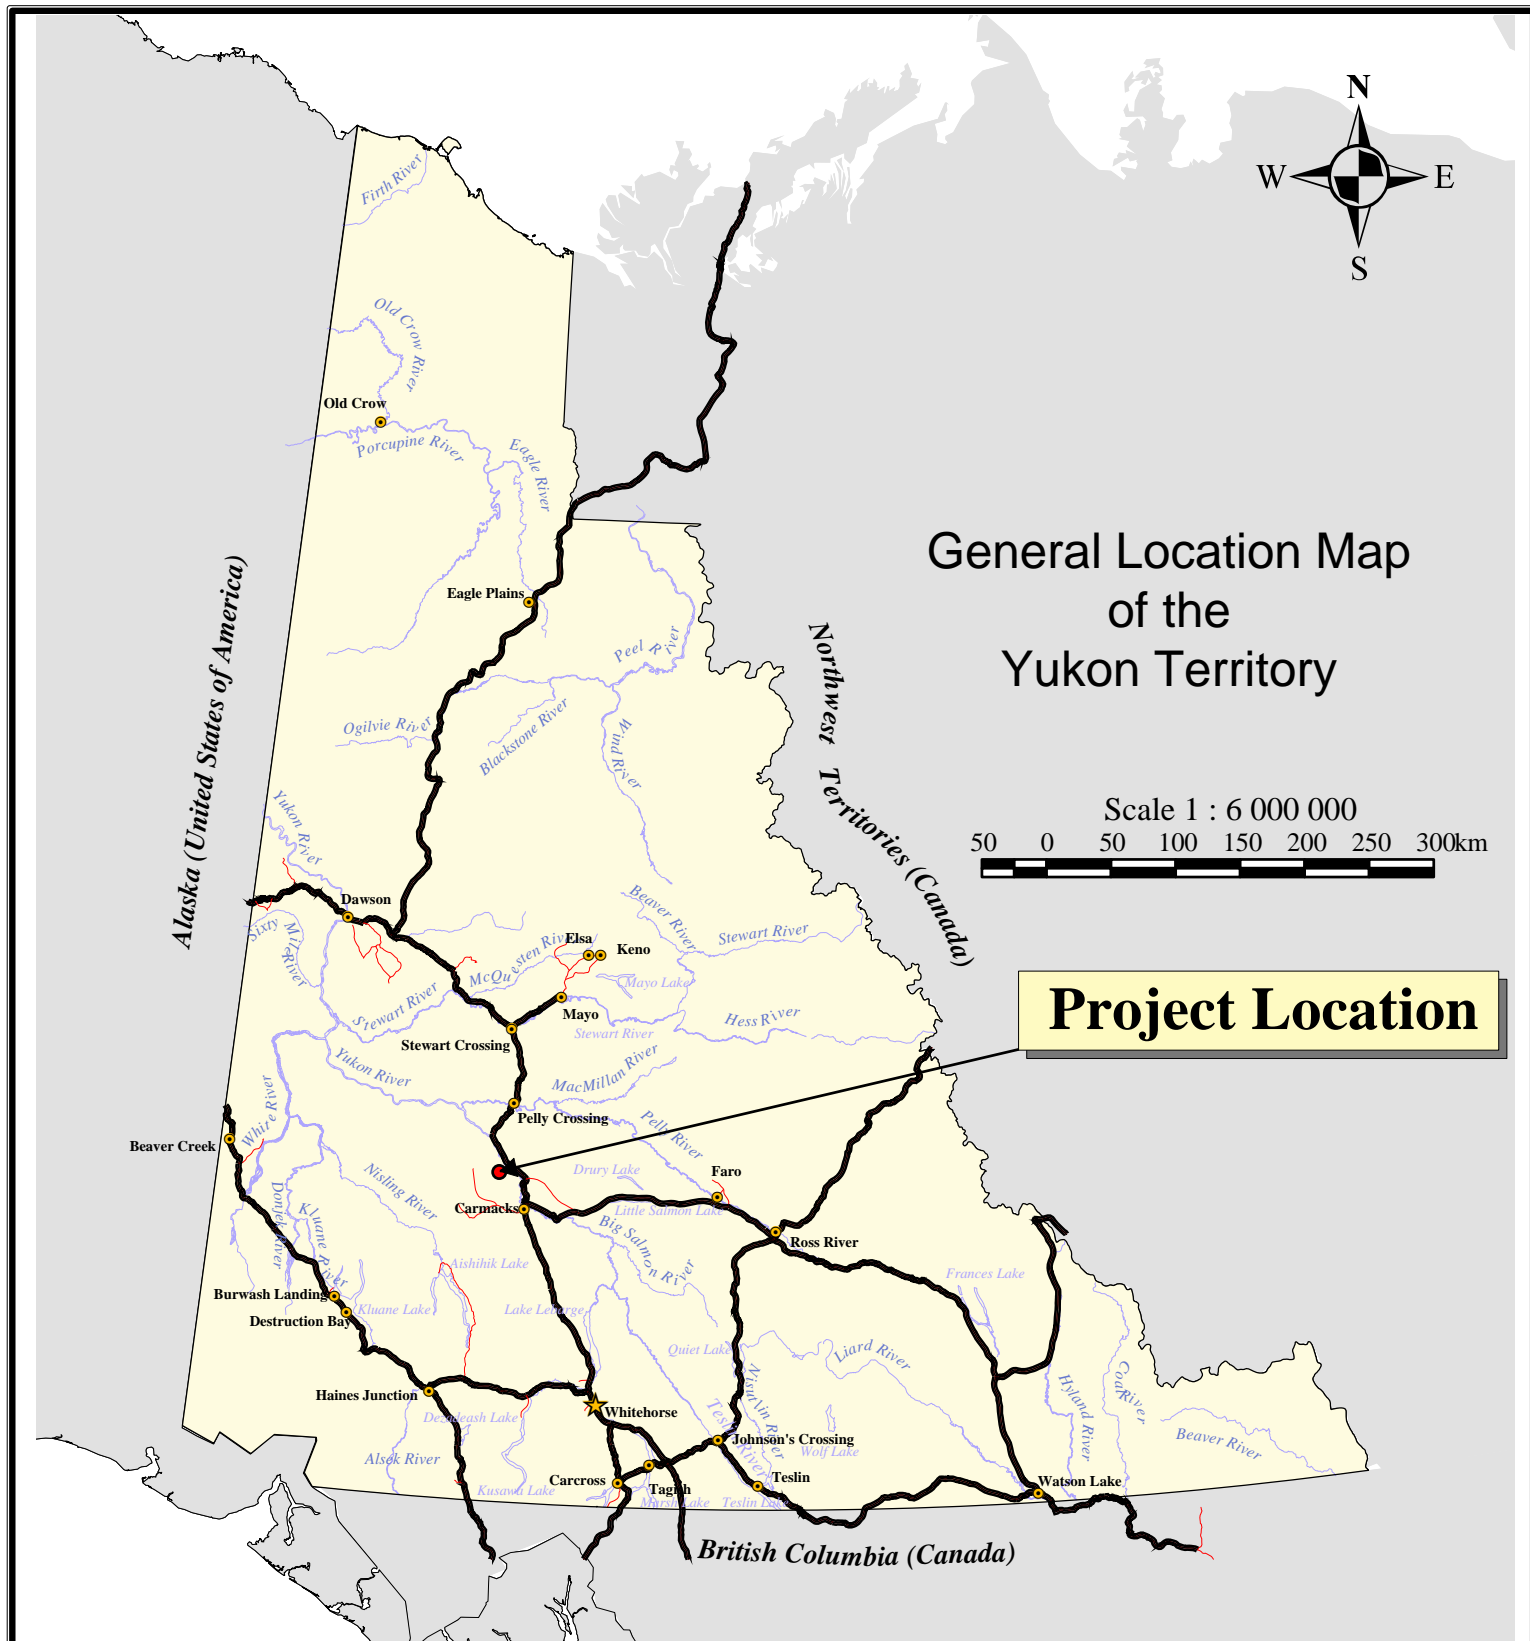 N
W
E
S
Firth River
Old Crow River
Old Crow
Porcupine River
Eagle River
General Location Map
of the
Yukon Territory
Alaska (United States of America)
Eagle Plains
Northwest Territories (Canada)
Peel River
Ogilvie River
Blackstone River
Wind River
Scale 1 : 6 000 000
50 0 50 100 150 200 250 300km
Yukon River
Dawson
Beaver River
Stewart River
Sixty Mile River
McQuesten River
Elsa
Keno
Mayo Lake
Project Location
Stewart River
Mayo
Hess River
Stewart River
Stewart Crossing
Yukon River
MacMillan River
White River
Pelly Crossing
Pelly River
Beaver Creek
Nisling River
Drury Lake
Faro
Donjek River
Kluane River
Carmacks
Little Salmon Lake
Big Salmon River
Ross River
Aishihik Lake
Frances Lake
Burwash Landing
Kluane Lake
Lake Leberge
Destruction Bay
Quiet Lake
Liard River
Nisutlin River
Hyland River
Coal River
Haines Junction
Dezadeash Lake
Whitehorse
Teslin River
Johnson's Crossing
Wolf Lake
Beaver River
Alsek River
Kusawa Lake
Carcross
Tagish
Teslin
Watson Lake
Marsh Lake
Teslin Lake
British Columbia (Canada)